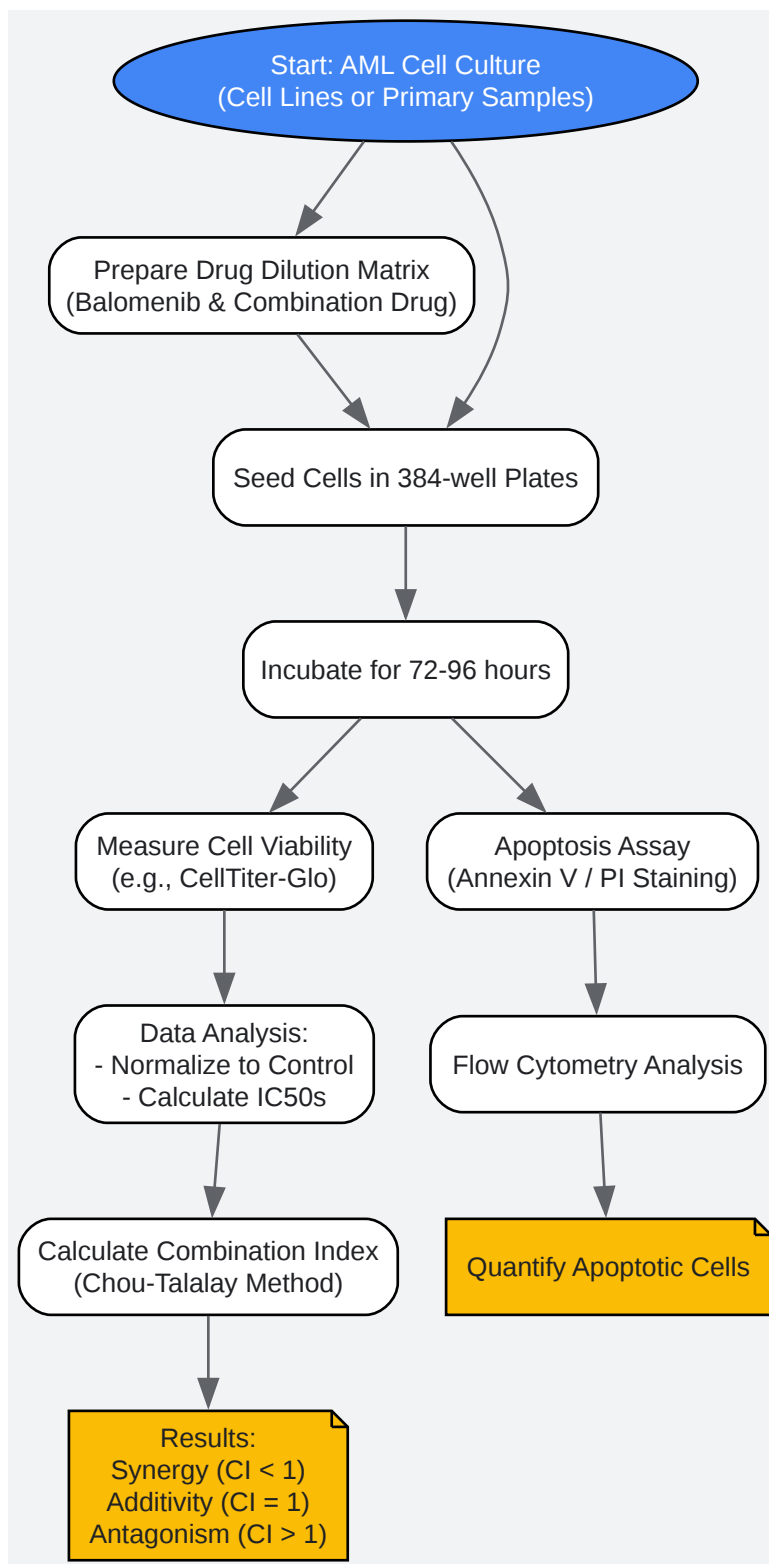 Start: AML Cell Culture
(Cell Lines or Primary Samples)
Prepare Drug Dilution Matrix
(Balomenib & Combination Drug)
Seed Cells in 384-well Plates
Incubate for 72-96 hours
Measure Cell Viability
(e.g., CellTiter-Glo)
Apoptosis Assay
(Annexin V / PI Staining)
Data Analysis:
- Normalize to Control
- Calculate IC50s
Flow Cytometry Analysis
Calculate Combination Index
(Chou-Talalay Method)
Quantify Apoptotic Cells
Results:
Synergy (CI < 1)
Additivity (CI = 1)
Antagonism (CI > 1)